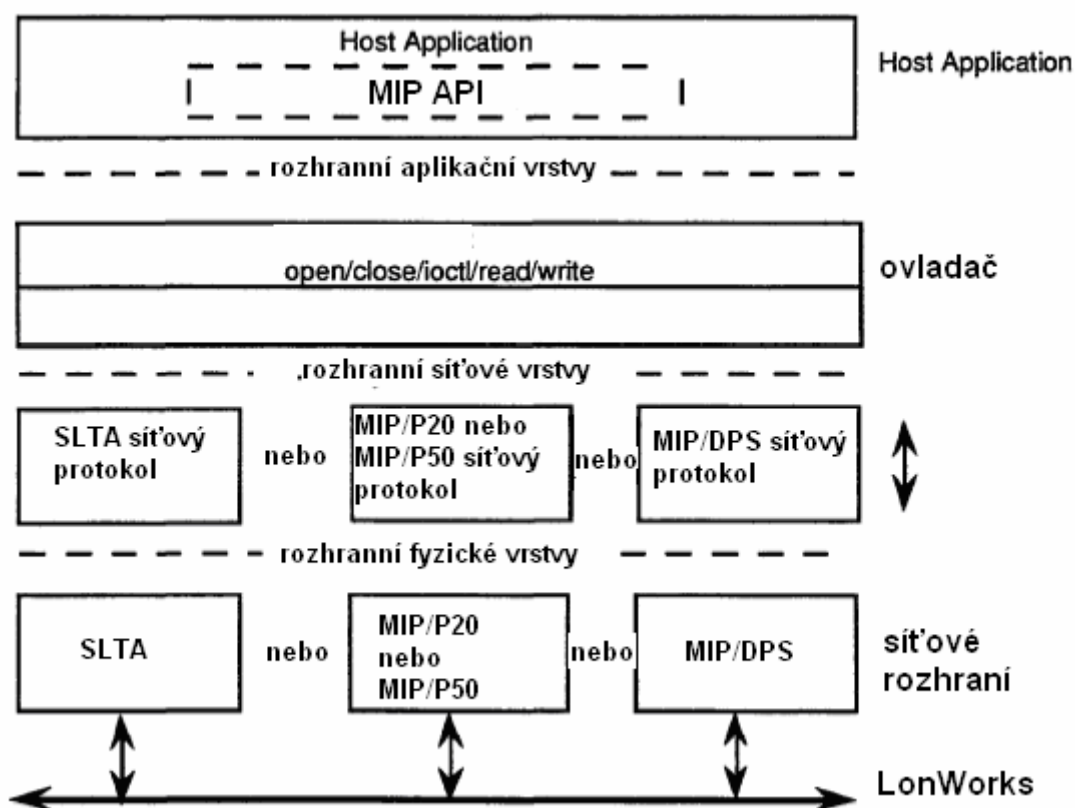 Host Application
MIP API
Host Application
rozhranní aplikační vrstvy
open/close/ioctl/read/write
ovladač
rozhranní síťové vrstvy
SLTA síťový
protokol
nebo
MIP/P20 nebo
MIP/P50 síťový
protokol
nebo
MIP/DPS síťový
protokol
rozhranní fyzické vrstvy
SLTA
nebo
MIP/P20
nebo
MIP/P50
nebo
MIP/DPS
síťové
rozhraní
LonWorks